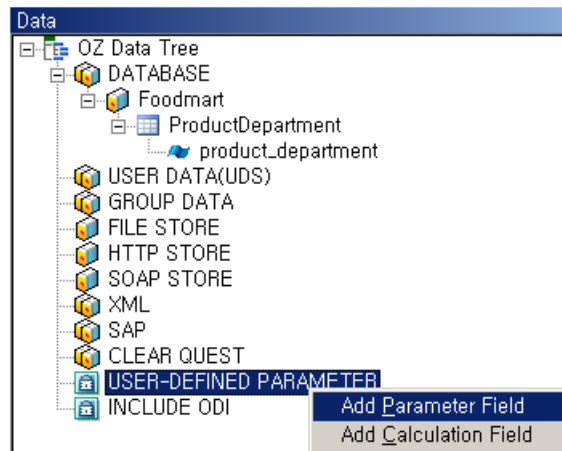 Data
OZ Data Tree
DATABASE
Foodmart
ProductDepartment
product_department
USER DATA(UDS)
GROUP DATA
FILE STORE
HTTP STORE
SOAP STORE
XML
SAP
CLEAR QUEST
USER-DEFINED PARAMETER
INCLUDE ODI
Add Parameter Field
Add Calculation Field